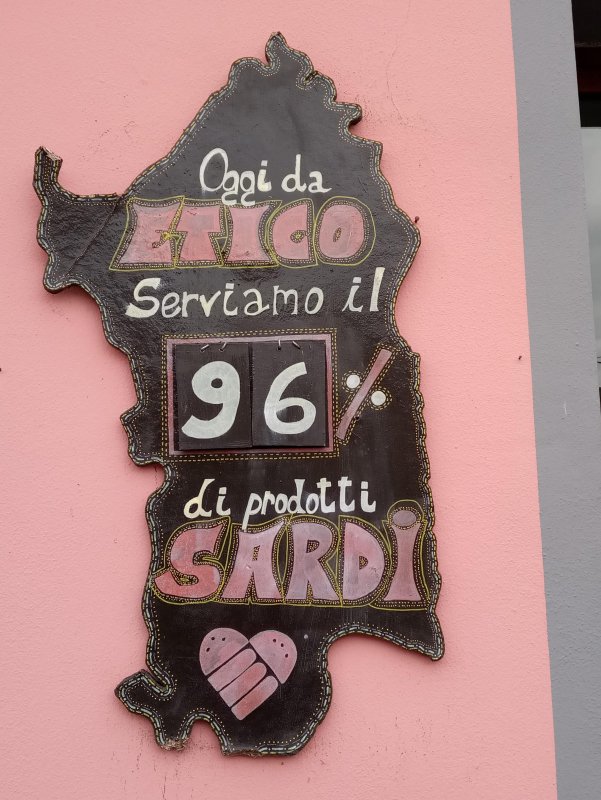 Oggi da
ETICO
Serviamo il
96%
di prodotti
SARDI